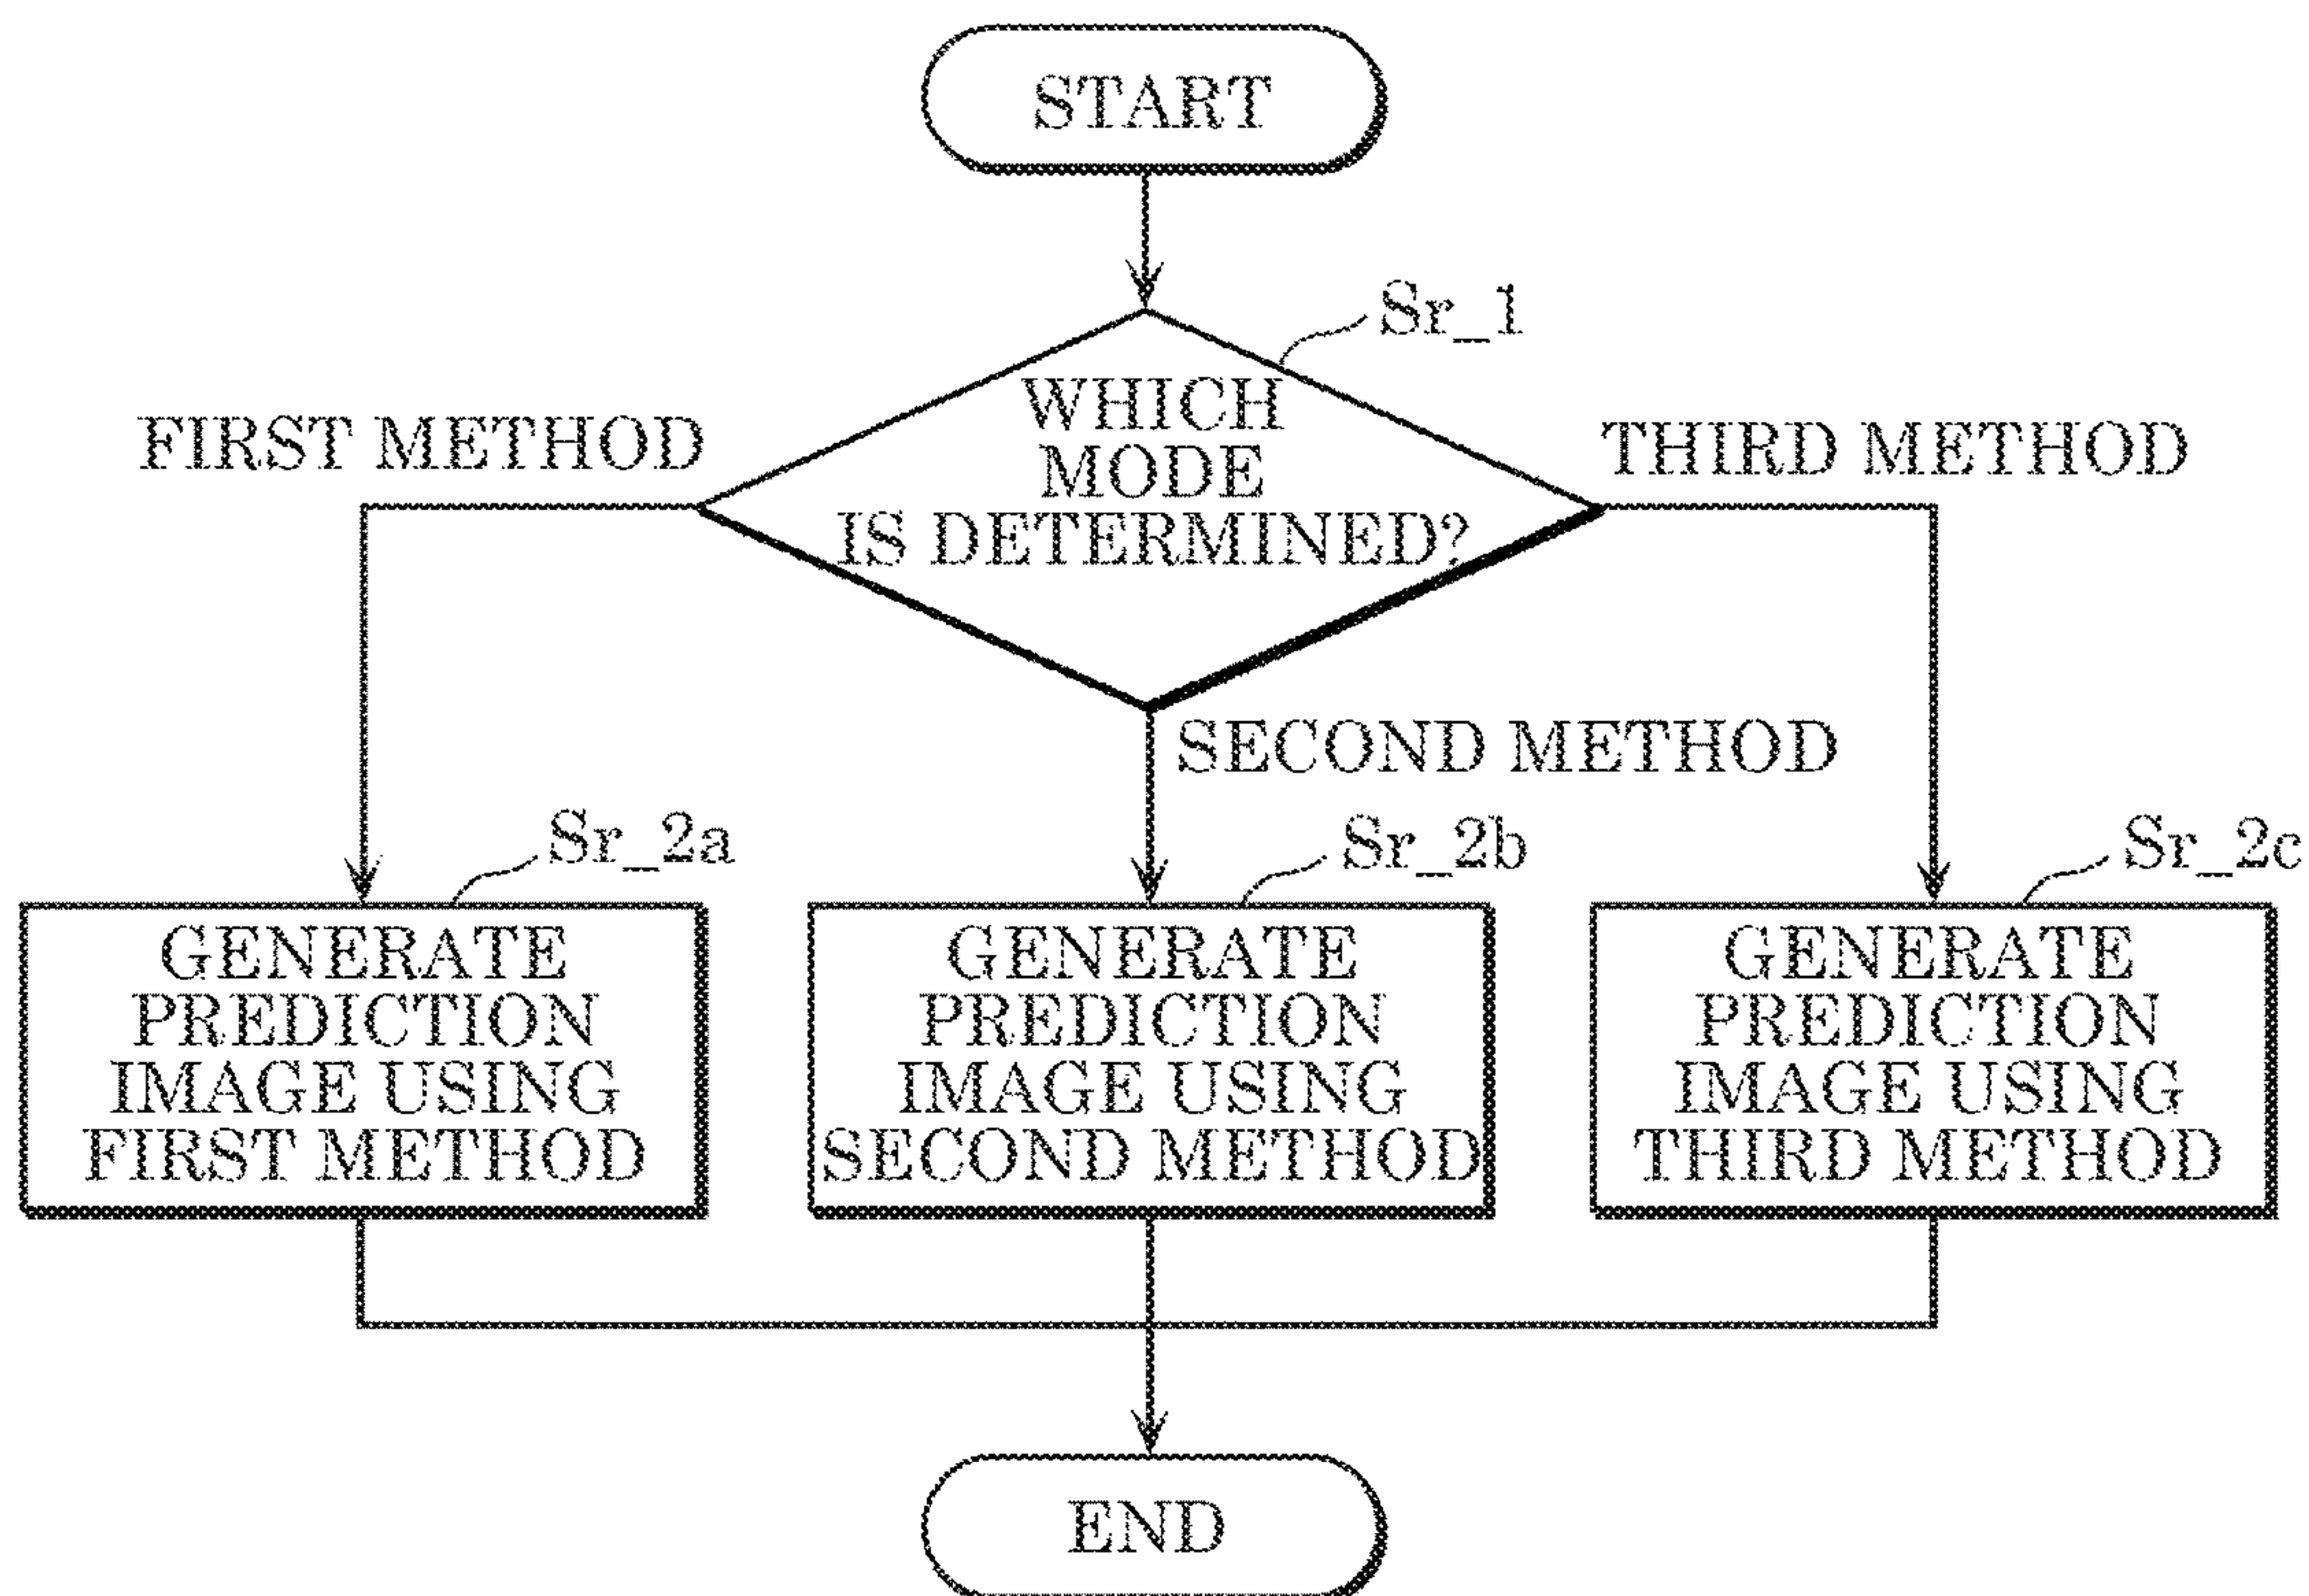 START
Sr_1
WHICH
MODE
IS DETERMINED?
FIRST METHOD
THIRD METHOD
SECOND METHOD
Sr_2a
GENERATE
PREDICTION
IMAGE USING
FIRST METHOD
Sr_2b
GENERATE
PREDICTION
IMAGE USING
SECOND METHOD
Sr_2c
GENERATE
PREDICTION
IMAGE USING
THIRD METHOD
END